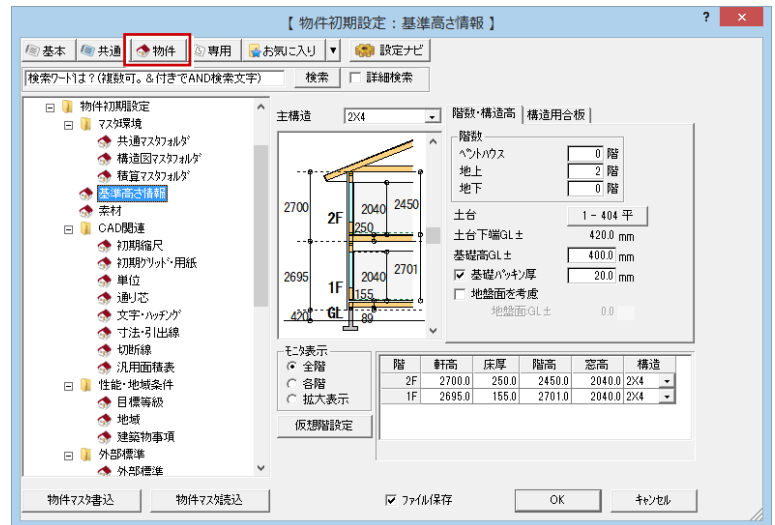 【 物件初期設定：基準高さ情報 】
? ×
基本 共通 物件 専用 お気に入り ▼ 設定ナビ
検索ワードは？(複数可。＆付きでAND検索文字) 検索 詳細検索
物件初期設定
マスタ環境
共通マスタフォルダ
構造図マスタフォルダ
積算マスタフォルダ
基準高さ情報
素材
CAD関連
初期縮尺
初期グリッド・用紙
単位
通り芯
文字・ハッチング
寸法・引出線
切断線
汎用面積表
性能・地域条件
目標等級
地域
建築物事項
外部標準
外部標準
主構造 2X4
2700 2F 2040 2450
250
2695 1F 2040 2701
155
420 GL 89
階数・構造高 構造用合板
階数
ペントハウス 0 階
地上 2 階
地下 0 階
土台 1 - 404 平
土台下端GL± 420.0 mm
基礎高GL± 400.0 mm
基礎パッキン厚 20.0 mm
地盤面を考慮
地盤面GL± 0.0
モニタ表示
全階
各階
拡大表示
仮想階設定
階 軒高 床厚 階高 窓高 構造
2F 2700.0 250.0 2450.0 2040.0 2X4
1F 2695.0 155.0 2701.0 2040.0 2X4
物件マスタ書込 物件マスタ読込 ファイル保存 OK キャンセル